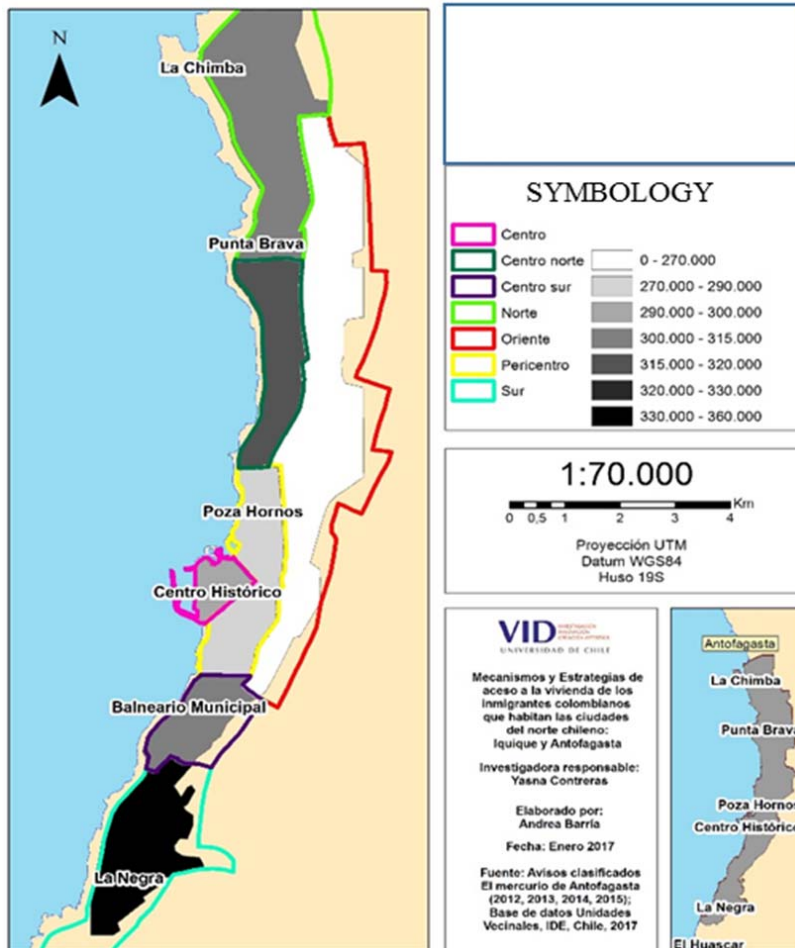 N
La Chimba
Punta Brava
Poza Hornos
Centro Histórico
Balneario Municipal
La Negra
SYMBOLOGY
Centro
Centro norte
Centro sur
Norte
Oriente
Pericentro
Sur
0 - 270.000
270.000 - 290.000
290.000 - 300.000
300.000 - 315.000
315.000 - 320.000
320.000 - 330.000
330.000 - 360.000
1:70.000
Km
0 0,5 1 2 3 4
Proyección UTM
Datum WGS84
Huso 19S
VID
UNIVERSIDAD DE CHILE
Mecanismos y Estrategias de
aceso a la vivienda de los
inmigrantes colombianos
que habitan las ciudades
del norte chileno:
Iquique y Antofagasta
Investigadora responsable:
Yasna Contreras
Elaborado por:
Andrea Barría
Fecha: Enero 2017
Fuente: Avisos clasificados
El mercurio de Antofagasta
(2012, 2013, 2014, 2015);
Base de datos Unidades
Vecinales, IDE, Chile, 2017
Antofagasta
La Chimba
Punta Brava
Poza Hornos
Centro Histórico
La Negra
El Huascar